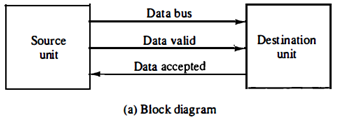 Data bus
Source
unit
Data valid
Destination
unit
Data accepted
(a) Block diagram